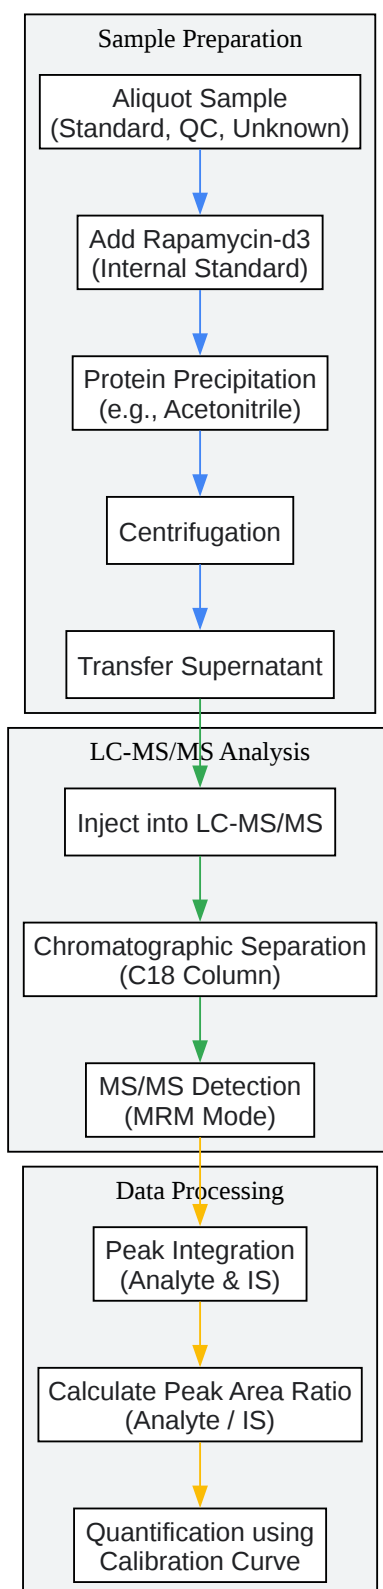 Sample Preparation
Aliquot Sample
(Standard, QC, Unknown)
Add Rapamycin-d3
(Internal Standard)
Protein Precipitation
(e.g., Acetonitrile)
Centrifugation
Transfer Supernatant
LC-MS/MS Analysis
Inject into LC-MS/MS
Chromatographic Separation
(C18 Column)
MS/MS Detection
(MRM Mode)
Data Processing
Peak Integration
(Analyte & IS)
Calculate Peak Area Ratio
(Analyte / IS)
Quantification using
Calibration Curve